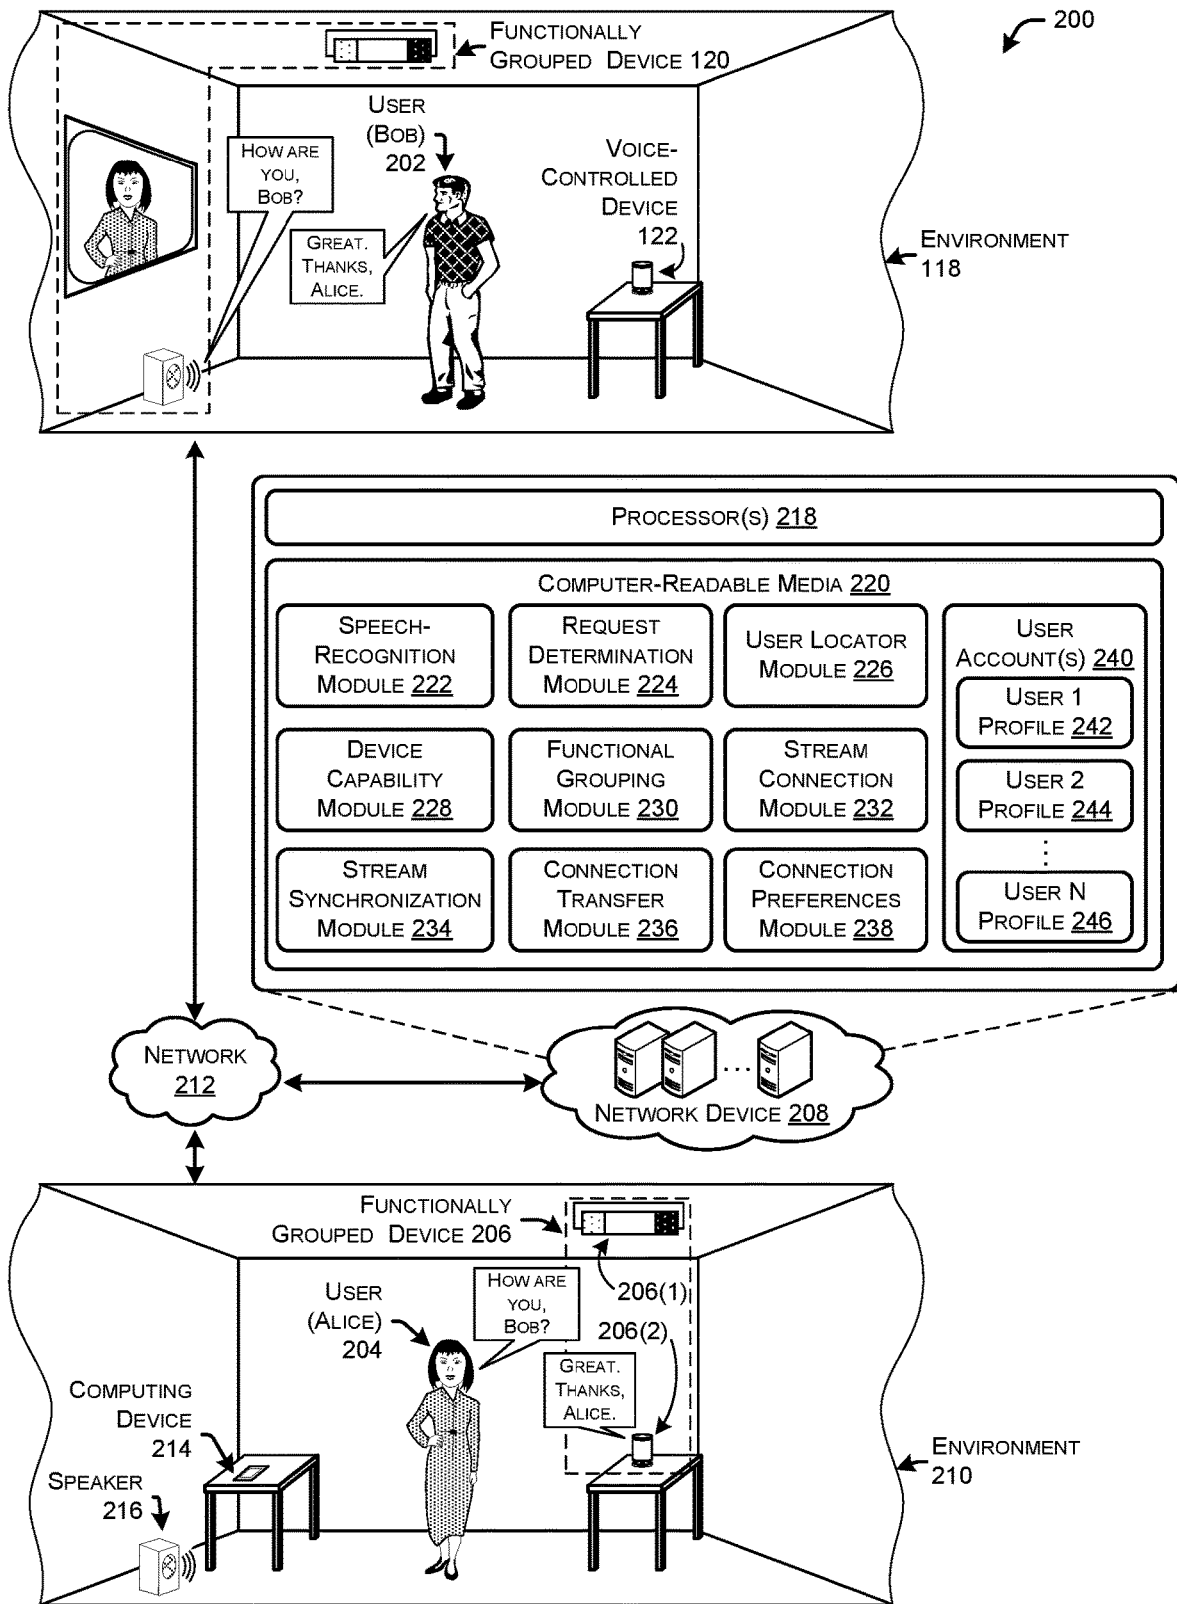 200
FUNCTIONALLY
GROUPED DEVICE 120
USER
(BOB)
202
VOICE-
CONTROLLED
DEVICE
122
HOW ARE
YOU,
BOB?
GREAT.
THANKS,
ALICE.
ENVIRONMENT
118
PROCESSOR(S) 218
COMPUTER-READABLE MEDIA 220
SPEECH-
RECOGNITION
MODULE 222
REQUEST
DETERMINATION
MODULE 224
USER LOCATOR
MODULE 226
USER
ACCOUNT(S) 240
USER 1
PROFILE 242
DEVICE
CAPABILITY
MODULE 228
FUNCTIONAL
GROUPING
MODULE 230
STREAM
CONNECTION
MODULE 232
USER 2
PROFILE 244
STREAM
SYNCHRONIZATION
MODULE 234
CONNECTION
TRANSFER
MODULE 236
CONNECTION
PREFERENCES
MODULE 238
USER N
PROFILE 246
NETWORK
212
NETWORK DEVICE 208
FUNCTIONALLY
GROUPED DEVICE 206
206(1)
USER
(ALICE)
204
HOW ARE
YOU,
BOB?
206(2)
GREAT.
THANKS,
ALICE.
COMPUTING
DEVICE
214
SPEAKER
216
ENVIRONMENT
210